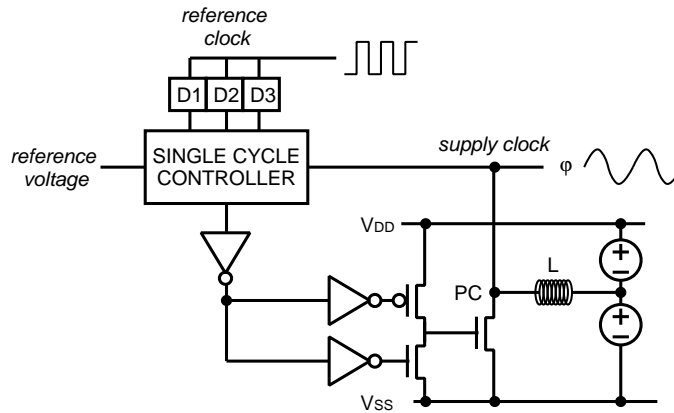 reference
clock
D1 D2 D3
reference
voltage
SINGLE CYCLE
CONTROLLER
supply clock
φ
VDD
L
PC
VSS